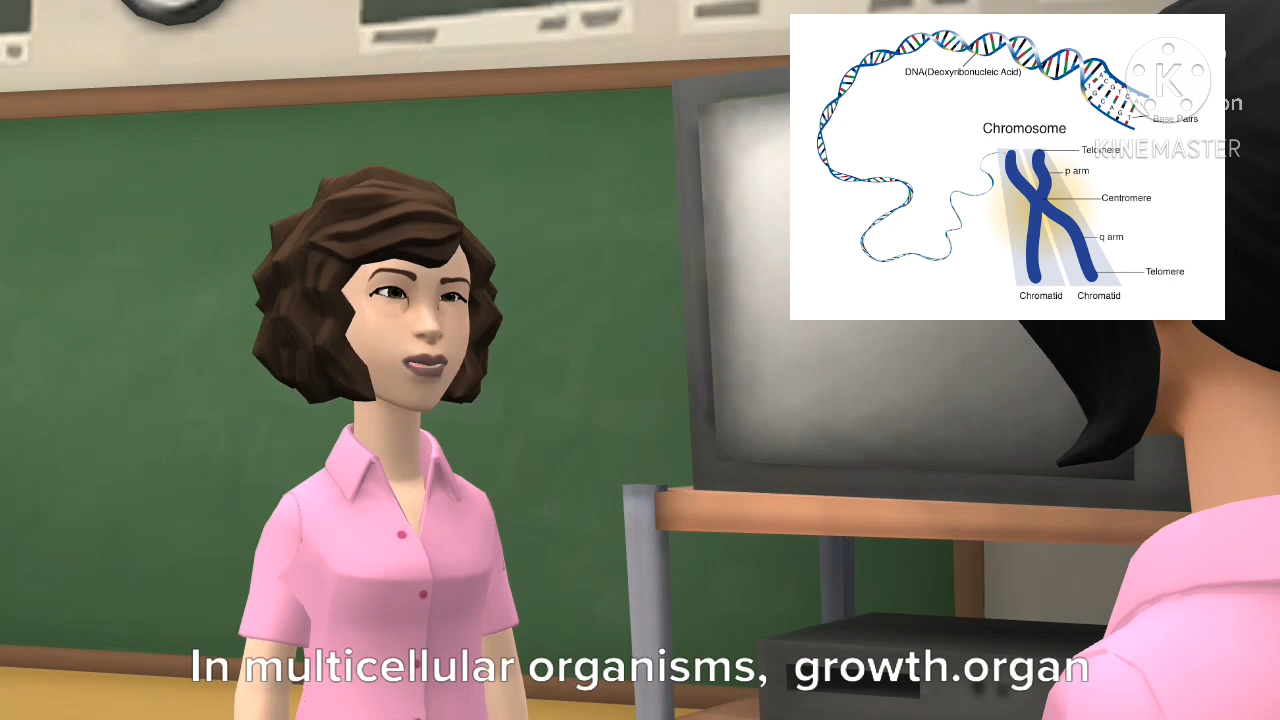 DNA(Deoxyribonucleic Acid)
A C G T C A
T G C A G T
on
Base Pairs
Chromosome
Telomere
KINEMASTER
p arm
Centromere
q arm
Telomere
Chromatid Chromatid
In multicellular organisms, growth.organ